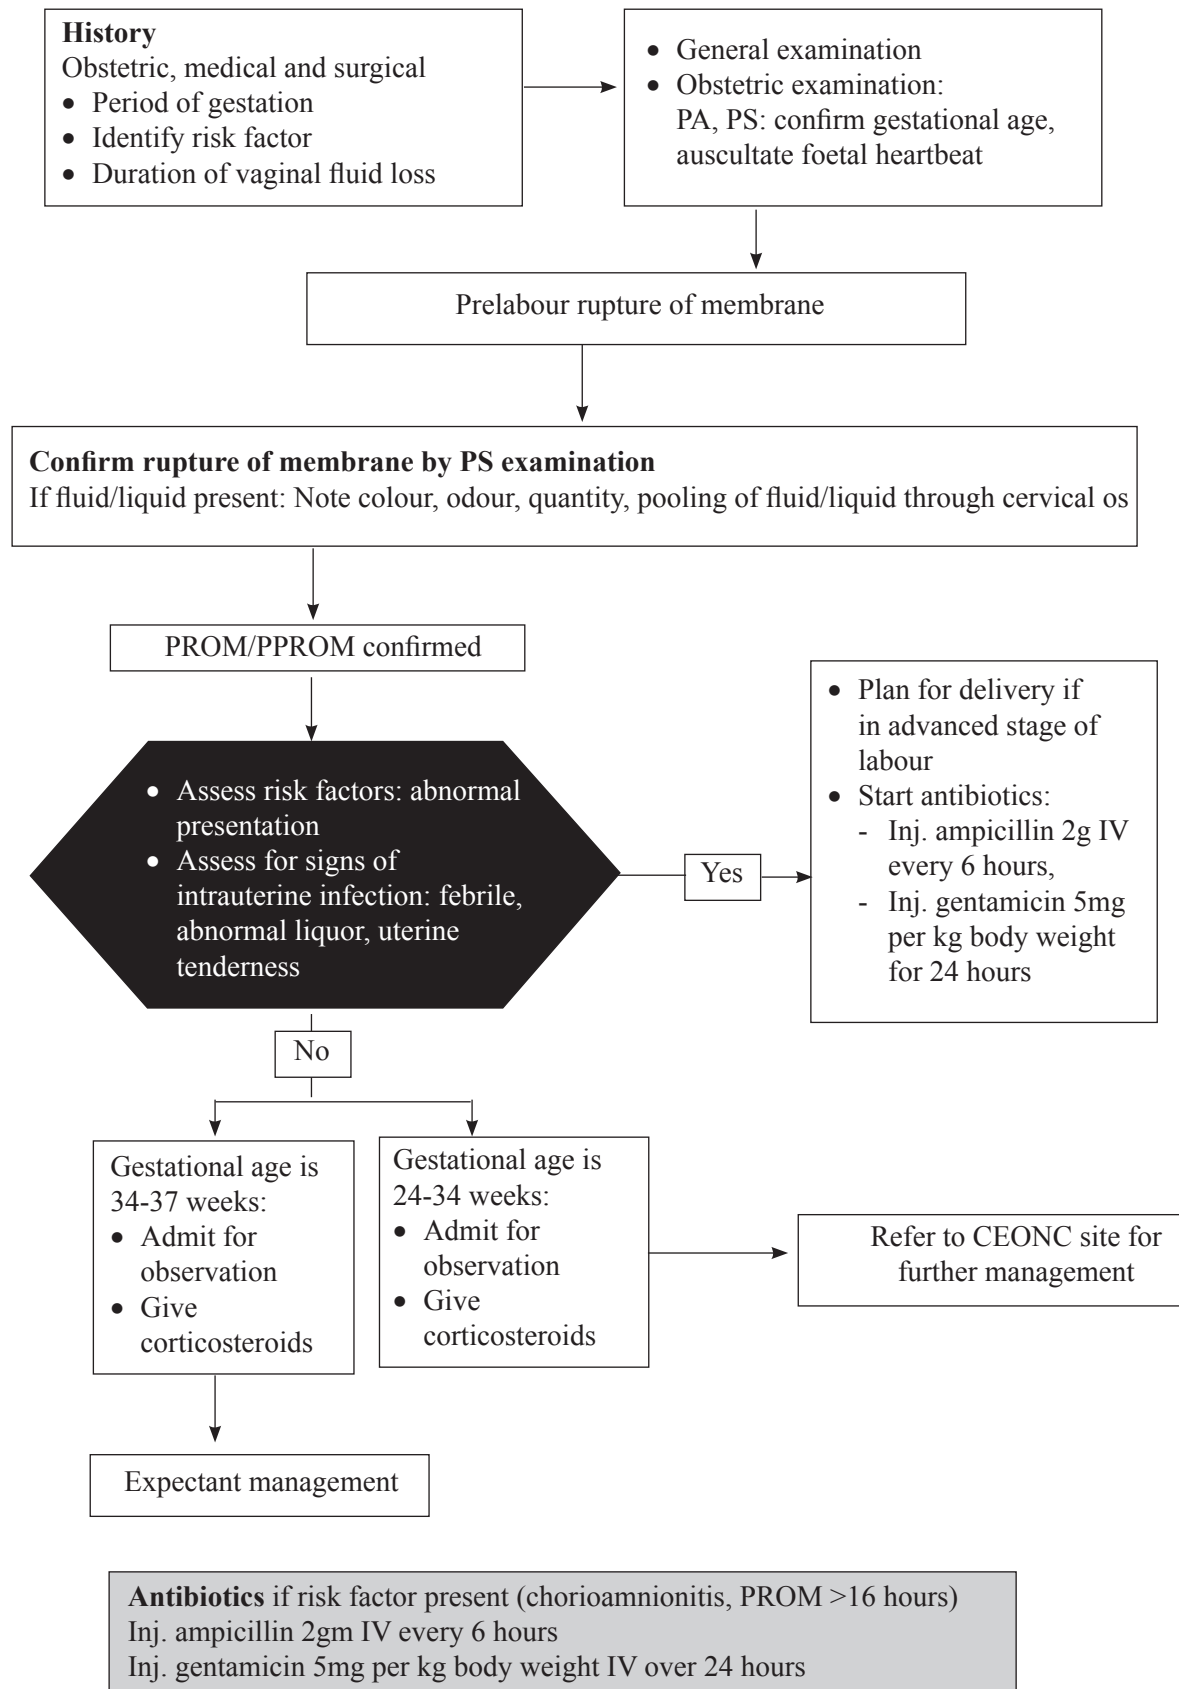 History
Obstetric, medical and surgical
• Period of gestation
• Identify risk factor
• Duration of vaginal fluid loss
• General examination
• Obstetric examination:
PA, PS: confirm gestational age,
auscultate foetal heartbeat
Prelabour rupture of membrane
Confirm rupture of membrane by PS examination
If fluid/liquid present: Note colour, odour, quantity, pooling of fluid/liquid through cervical os
PROM/PPROM confirmed
• Assess risk factors: abnormal
presentation
• Assess for signs of
intrauterine infection: febrile,
abnormal liquor, uterine
tenderness
Yes
• Plan for delivery if
in advanced stage of
labour
• Start antibiotics:
- Inj. ampicillin 2g IV
every 6 hours,
- Inj. gentamicin 5mg
per kg body weight
for 24 hours
No
Gestational age is
34-37 weeks:
• Admit for
observation
• Give
corticosteroids
Gestational age is
24-34 weeks:
• Admit for
observation
• Give
corticosteroids
Refer to CEONC site for
further management
Expectant management
Antibiotics if risk factor present (chorioamnionitis, PROM >16 hours)
Inj. ampicillin 2gm IV every 6 hours
Inj. gentamicin 5mg per kg body weight IV over 24 hours